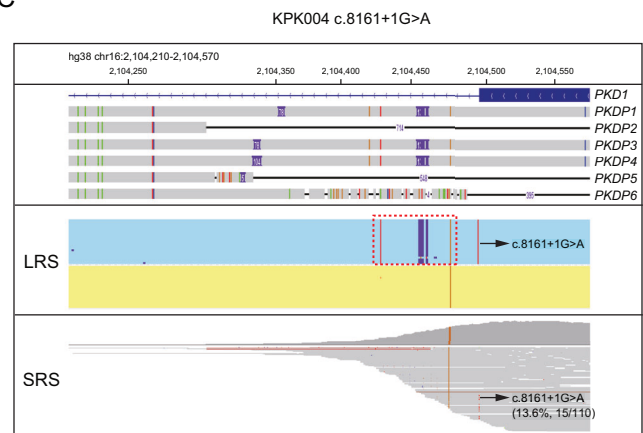 C
KPK004 c.8161+1G>A
hg38 chr16:2,104,210-2,104,570
2,104,250 2,104,350 2,104,400 2,104,450 2,104,500 2,104,550
PKD1
PKDP1
PKDP2
PKDP3
PKDP4
PKDP5
PKDP6
LRS
c.8161+1G>A
SRS
c.8161+1G>A
(13.6%, 15/110)